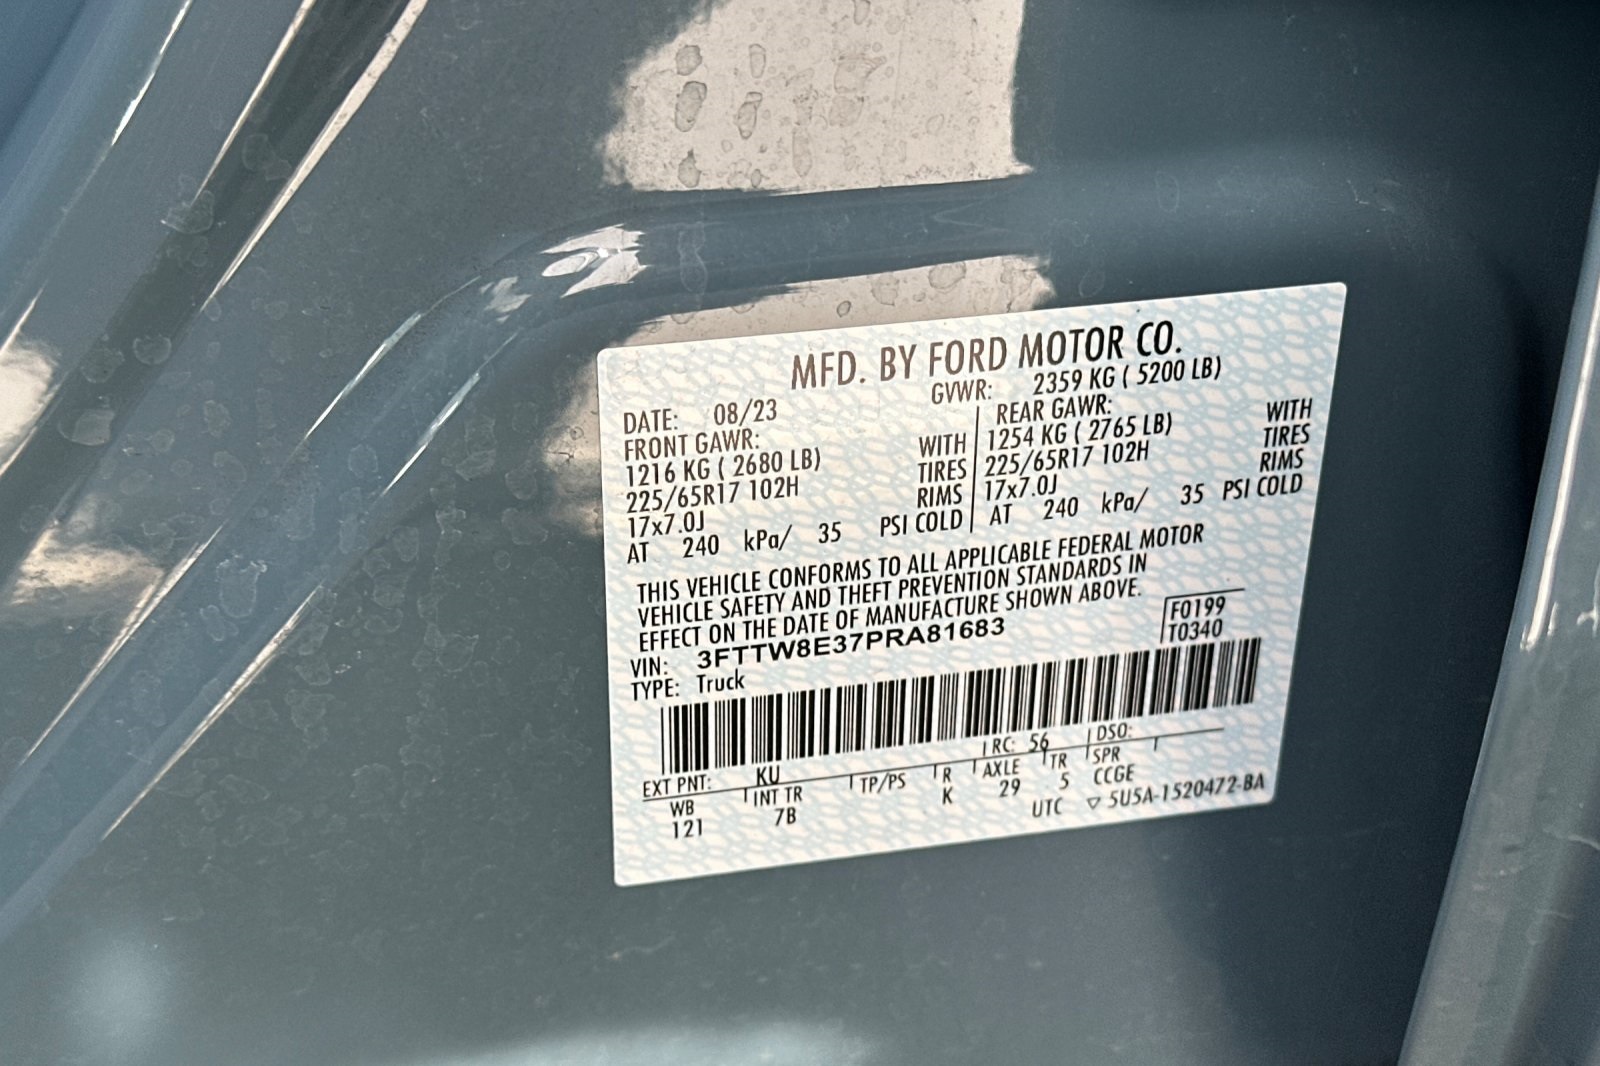 MFD. BY FORD MOTOR CO.
DATE: 08/23 GVWR: 2359 KG ( 5200 LB)
FRONT GAWR: REAR GAWR:
1216 KG ( 2680 LB) WITH 1254 KG ( 2765 LB) WITH
225/65R17 102H TIRES 225/65R17 102H TIRES
17x7.0J RIMS 17x7.0J RIMS
AT 240 kPa/ 35 PSI COLD AT 240 kPa/ 35 PSI COLD
THIS VEHICLE CONFORMS TO ALL APPLICABLE FEDERAL MOTOR
VEHICLE SAFETY AND THEFT PREVENTION STANDARDS IN
EFFECT ON THE DATE OF MANUFACTURE SHOWN ABOVE.
VIN: 3FTTW8E37PRA81683 F0199
TYPE: Truck T0340
EXT PNT: KU RC: 56 DSO:
WB INT TR TP/PS R AXLE TR SPR
121 7B K 29 5 CCGE
UTC ▽ 5U5A-1520472-BA